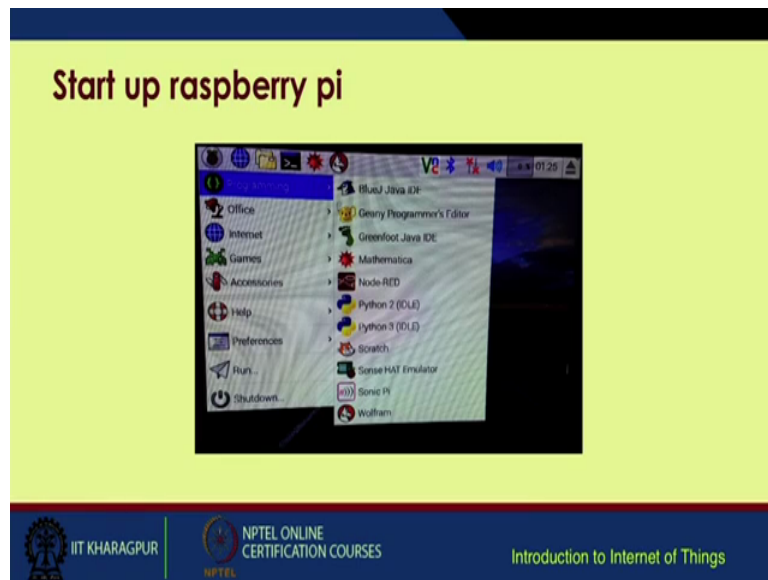 Start up raspberry pi
V2
01:25
Programming
Office
Internet
Games
Accessories
Help
Preferences
Run...
Shutdown...
BlueJ Java IDE
Geany Programmer's Editor
Greenfoot Java IDE
Mathematica
Node-RED
Python 2 (IDLE)
Python 3 (IDLE)
Scratch
Sense HAT Emulator
Sonic Pi
Wolfram
IIT KHARAGPUR
NPTEL
NPTEL ONLINE
CERTIFICATION COURSES
Introduction to Internet of Things